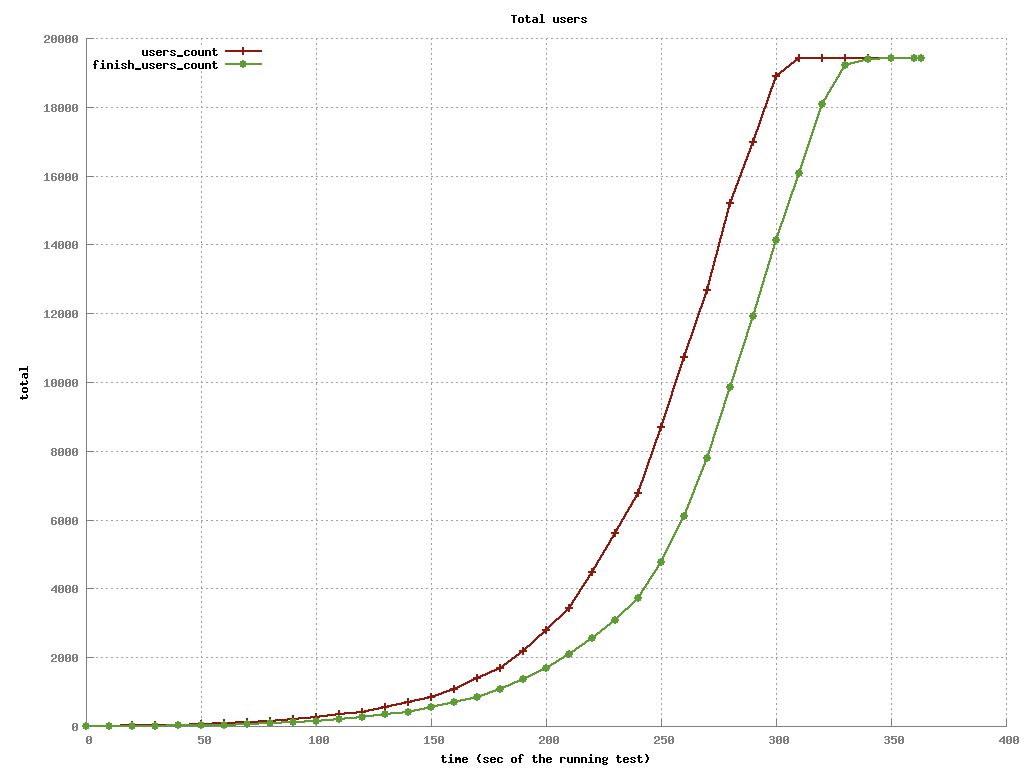 Total users
users_count
finish_users_count
20000
18000
16000
14000
12000
10000
8000
6000
4000
2000
0
total
0 50 100 150 200 250 300 350 400
time (sec of the running test)